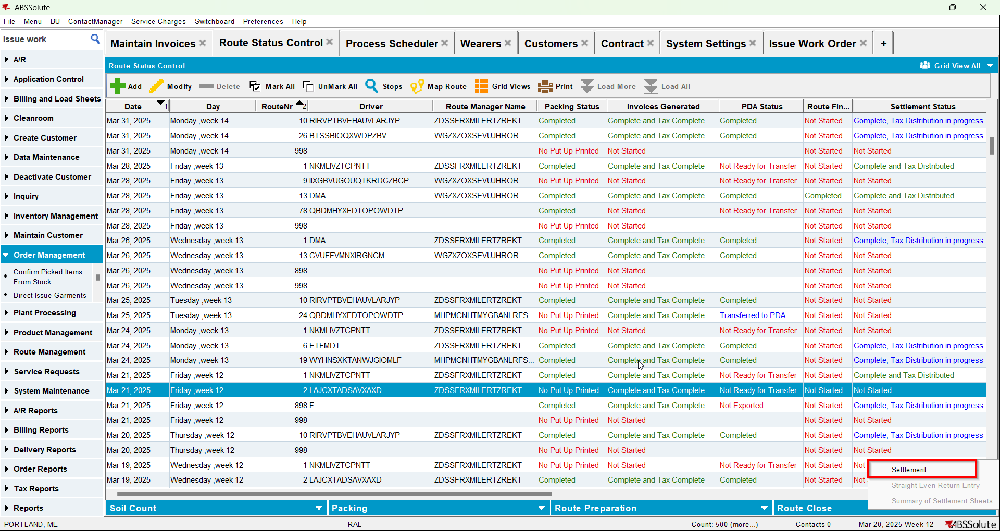 ABSSolute
File Menu BU ContactManager Service Charges Switchboard Preferences Help
issue work
Maintain Invoices Route Status Control Process Scheduler Wearers Customers Contract System Settings Issue Work Order +
Route Status Control Grid View All
Add Modify Delete Mark All UnMark All Stops Map Route Grid Views Print Load More Load All
A/R
Application Control
Billing and Load Sheets
Cleanroom
Create Customer
Data Maintenance
Deactivate Customer
Inquiry
Inventory Management
Maintain Customer
Order Management
Confirm Picked Items
From Stock
Direct Issue Garments
Plant Processing
Product Management
Route Management
Service Requests
System Maintenance
A/R Reports
Billing Reports
Delivery Reports
Order Reports
Tax Reports
Reports
Date 1 Day RouteNr 2 Driver Route Manager Name Packing Status Invoices Generated PDA Status Route Fin... Settlement Status
Mar 31, 2025 Monday ,week 14 10 RIRVPTBVEHAUVLARJYP ZDSSFRXMILERTZREKT Completed Complete and Tax Complete Completed Not Started Complete, Tax Distribution in progress
Mar 31, 2025 Monday ,week 14 26 BTSSBIOQXWDPZBV WGZXZOXSEVUJHROR Completed Complete and Tax Complete Completed Not Started Complete, Tax Distribution in progress
Mar 31, 2025 Monday ,week 14 998 No Put Up Printed Not Started Not Started Not Started
Mar 28, 2025 Friday ,week 13 1 NKMLIVZTCPNTT ZDSSFRXMILERTZREKT Completed Complete and Tax Complete Not Ready for Transfer Not Started Complete and Tax Distributed
Mar 28, 2025 Friday ,week 13 9 IIXGBVUGOUQTKRDCZBCP WGZXZOXSEVUJHROR No Put Up Printed Not Started Not Ready for Transfer Not Started Not Started
Mar 28, 2025 Friday ,week 13 13 DMA WGZXZOXSEVUJHROR Completed Complete and Tax Complete Completed Completed Complete and Tax Distributed
Mar 28, 2025 Friday ,week 13 78 QBDMHYXFDTOPOWDTP Completed Not Started Not Ready for Transfer Not Started Not Started
Mar 28, 2025 Friday ,week 13 998 No Put Up Printed Not Started Not Started Not Started
Mar 26, 2025 Wednesday ,week 13 1 DMA ZDSSFRXMILERTZREKT Completed Complete and Tax Complete Completed Not Started Complete, Tax Distribution in progress
Mar 26, 2025 Wednesday ,week 13 13 CVUFFVMNXIRGNCM WGZXZOXSEVUJHROR Completed Complete and Tax Complete Completed Not Started Not Started
Mar 26, 2025 Wednesday ,week 13 898 No Put Up Printed Not Started Not Started Not Started
Mar 26, 2025 Wednesday ,week 13 998 No Put Up Printed Not Started Not Started Not Started
Mar 25, 2025 Tuesday ,week 13 10 RIRVPTBVEHAUVLARJYP ZDSSFRXMILERTZREKT Completed Complete and Tax Complete Completed Not Started Not Started
Mar 25, 2025 Tuesday ,week 13 24 QBDMHYXFDTOPOWDTP MHPMCNHTMYGBANLRFS... No Put Up Printed Complete and Tax Complete Transferred to PDA Not Started Not Started
Mar 24, 2025 Monday ,week 13 1 NKMLIVZTCPNTT ZDSSFRXMILERTZREKT No Put Up Printed Not Started Not Ready for Transfer Not Started Not Started
Mar 24, 2025 Monday ,week 13 6 ETFMDT ZDSSFRXMILERTZREKT Completed Complete and Tax Complete Completed Not Started Complete, Tax Distribution in progress
Mar 24, 2025 Monday ,week 13 19 WYHNSXKTANWJGIOMLF MHPMCNHTMYGBANLRFS... Completed Complete and Tax Complete Completed Not Started Complete, Tax Distribution in progress
Mar 21, 2025 Friday ,week 12 1 NKMLIVZTCPNTT ZDSSFRXMILERTZREKT Completed Complete and Tax Complete Not Ready for Transfer Not Started Complete and Tax Distributed
Mar 21, 2025 Friday ,week 12 2 LAJCXTADSAVXAXD ZDSSFRXMILERTZREKT No Put Up Printed Complete and Tax Complete Not Ready for Transfer Not Started Not Started
Mar 21, 2025 Friday ,week 12 898 F Completed Complete and Tax Complete Not Exported Not Started Complete, Tax Distribution in progress
Mar 21, 2025 Friday ,week 12 998 No Put Up Printed Not Started Not Started Not Started
Mar 20, 2025 Thursday ,week 12 10 RIRVPTBVEHAUVLARJYP ZDSSFRXMILERTZREKT Completed Complete and Tax Complete Completed Not Started Complete, Tax Distribution in progress
Mar 20, 2025 Thursday ,week 12 998 No Put Up Printed Not Started Not Started Not Started
Mar 19, 2025 Wednesday ,week 12 1 NKMLIVZTCPNTT ZDSSFRXMILERTZREKT No Put Up Printed Not Started Not Ready for Transfer Not Started Not
Mar 19, 2025 Wednesday ,week 12 2 LAJCXTADSAVXAXD ZDSSFRXMILERTZREKT Completed Complete and Tax Complete Completed Not Started Not
Settlement
Straight Even Return Entry
Summary of Settlement Sheets
Soil Count Packing Route Preparation Route Close
PORTLAND, ME - - RAL Count: 500 (more...) Contacts 0 Mar 20, 2025 Week 12 ABSSolute